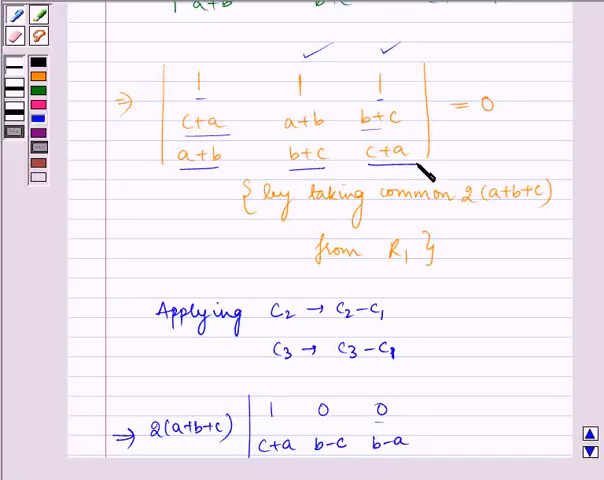 a+b b+c
⇒ | 1 1 1 |
| c+a a+b b+c | = 0
| a+b b+c c+a |
{ by taking common 2(a+b+c)
from R₁ }
Applying C₂ → C₂-C₁
C₃ → C₃-C₁
⇒ 2(a+b+c) | 1 0 0
| c+a b-c b-a